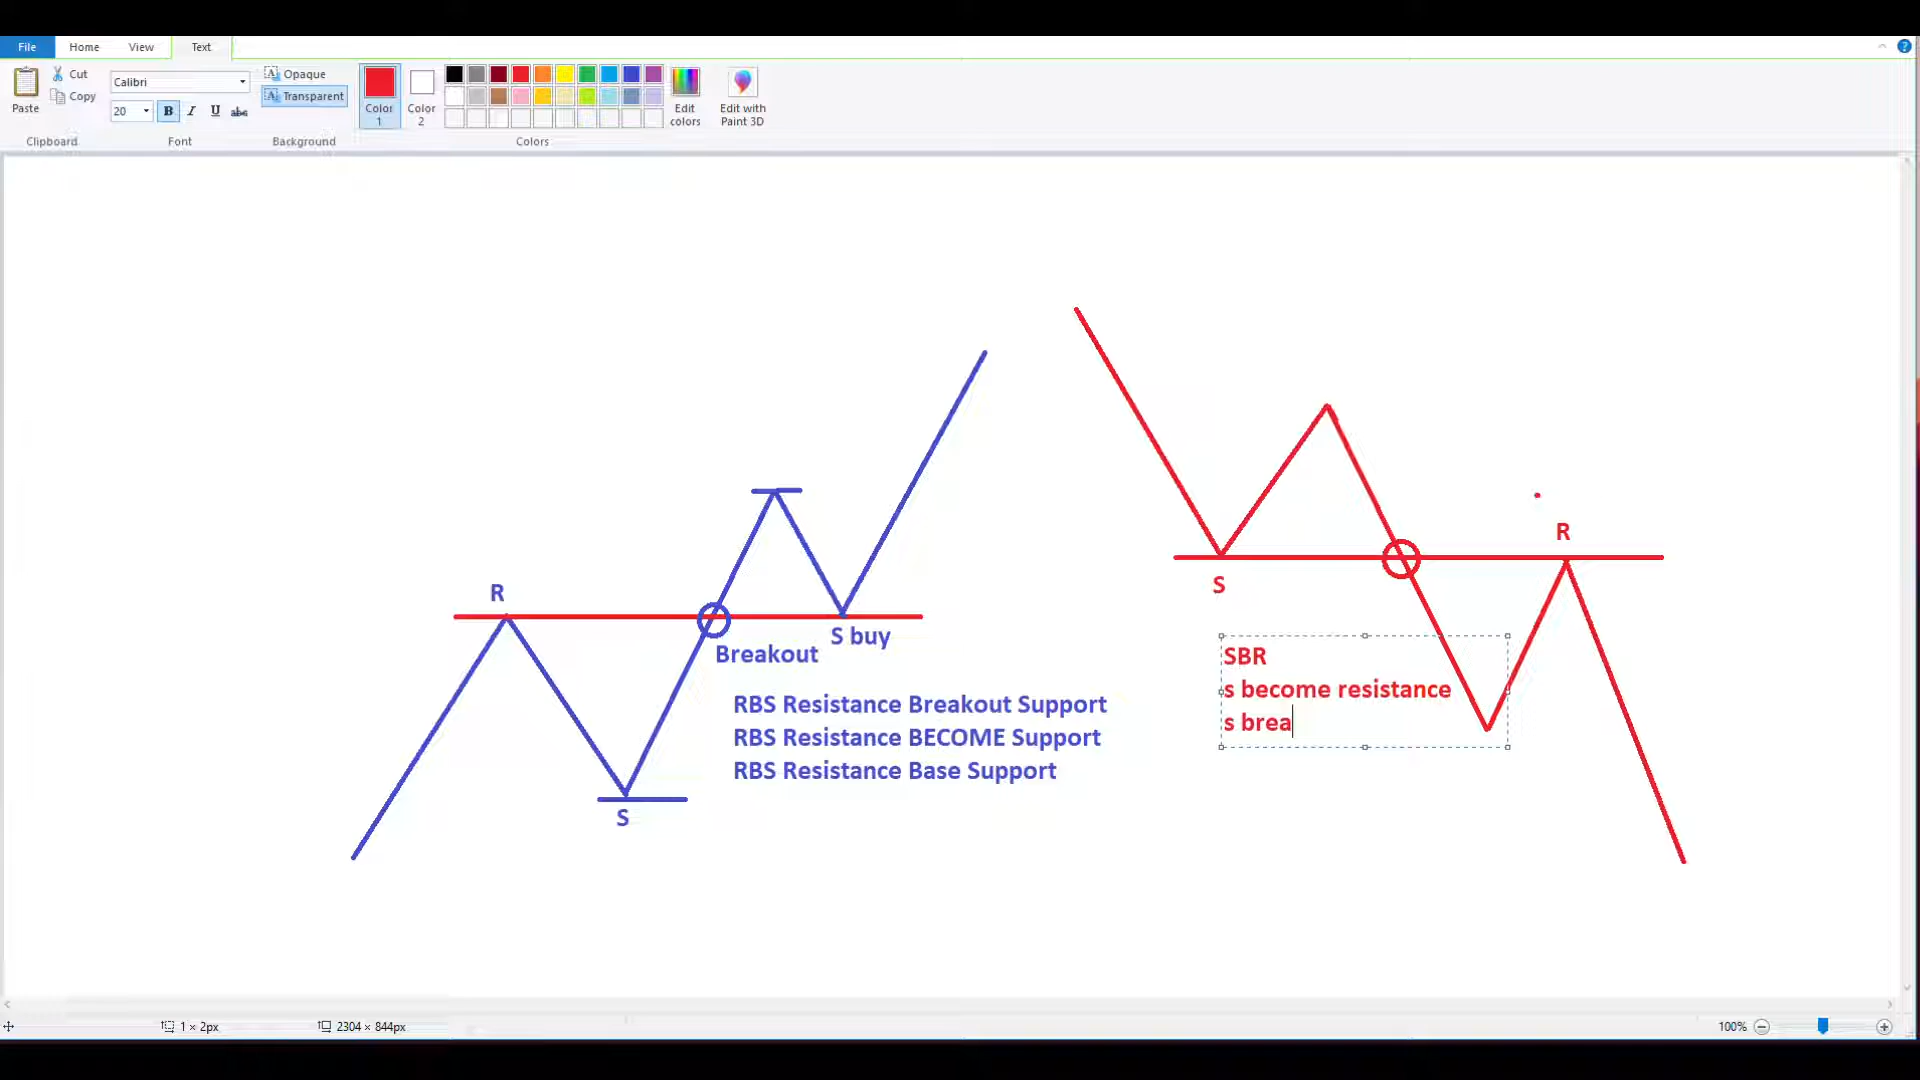 File Home View Text
Paste Cut Copy Calibri 20 B I U abc Opaque Transparent Color 1 Color 2 Edit colors Edit with Paint 3D
Clipboard Font Background Colors
R
S
Breakout
S buy
RBS Resistance Breakout Support
RBS Resistance BECOME Support
RBS Resistance Base Support
S
R
SBR
s become resistance
s brea
1 × 2px 2304 × 844px 100%